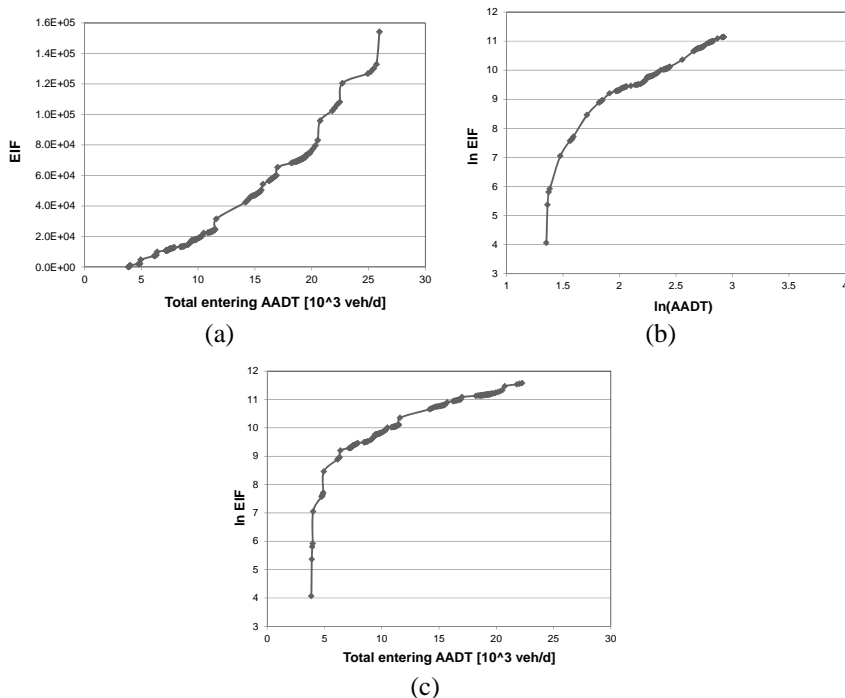 EIF
1.6E+05
1.4E+05
1.2E+05
1.0E+05
8.0E+04
6.0E+04
4.0E+04
2.0E+04
0.0E+00
0 5 10 15 20 25 30
Total entering AADT [10^3 veh/d]
(a)
ln EIF
12
11
10
9
8
7
6
5
4
3
1 1.5 2 2.5 3 3.5 4
ln(AADT)
(b)
ln EIF
12
11
10
9
8
7
6
5
4
3
0 5 10 15 20 25 30
Total entering AADT [10^3 veh/d]
(c)